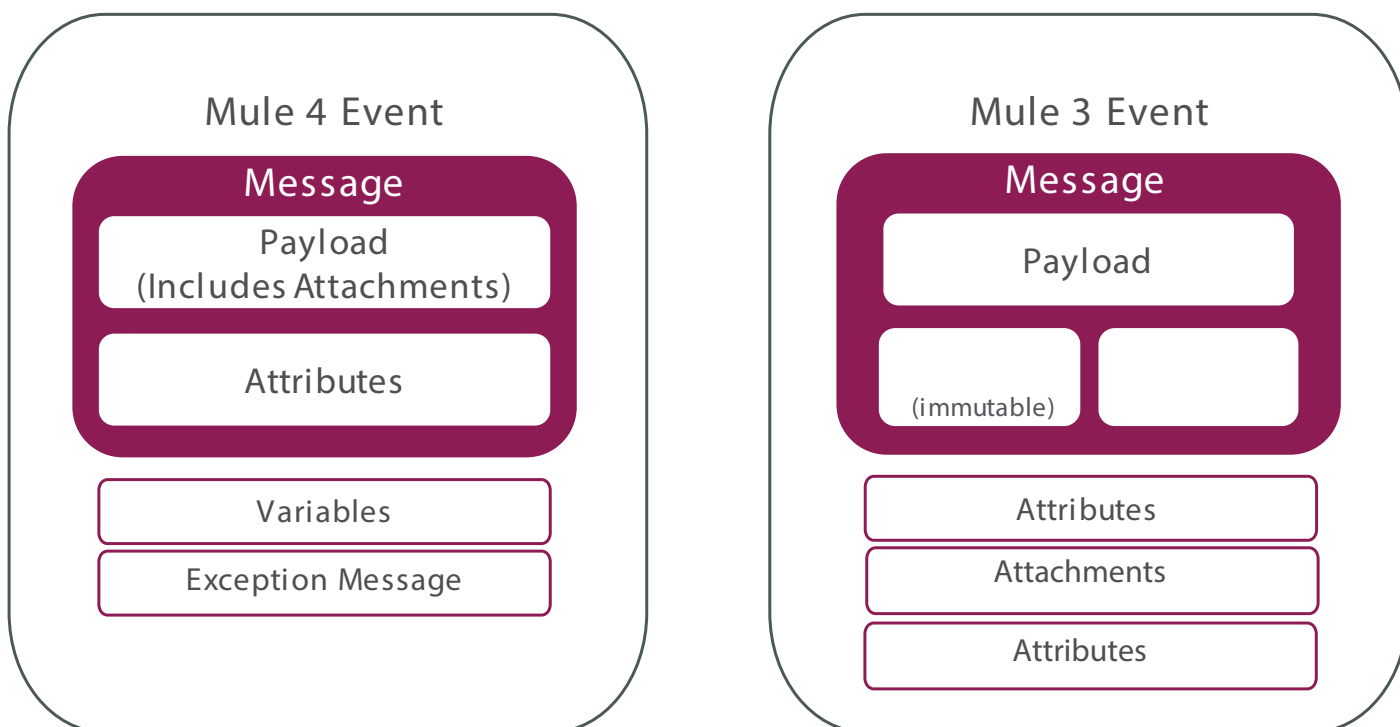 Mule 4 Event
Message
Payload
(Includes Attachments)
Attributes
Variables
Exception Message
Mule 3 Event
Message
Payload
(immutable)
Attributes
Attachments
Attributes